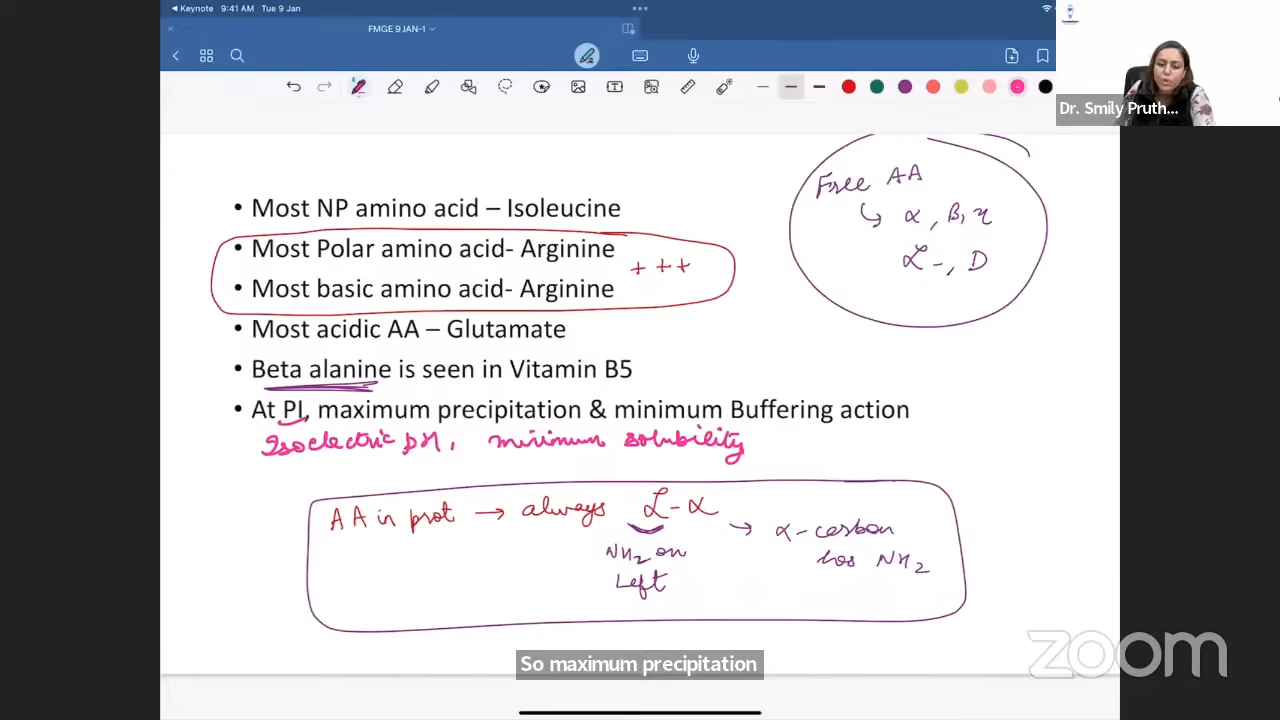 Keynote 9:41 AM Tue 9 Jan
FMGE 9 JAN-1
Dr. Smily Pruth...
• Most NP amino acid – Isoleucine
• Most Polar amino acid- Arginine
+ ++
• Most basic amino acid- Arginine
• Most acidic AA – Glutamate
• Beta alanine is seen in Vitamin B5
• At PI, maximum precipitation & minimum Buffering action
Isoelectric pH, minimum solubility
Free AA
α, β, γ
L-, D
AA in prot → always L-α
NH2 on
Left
→ α-carbon
has NH2
So maximum precipitation
zoom